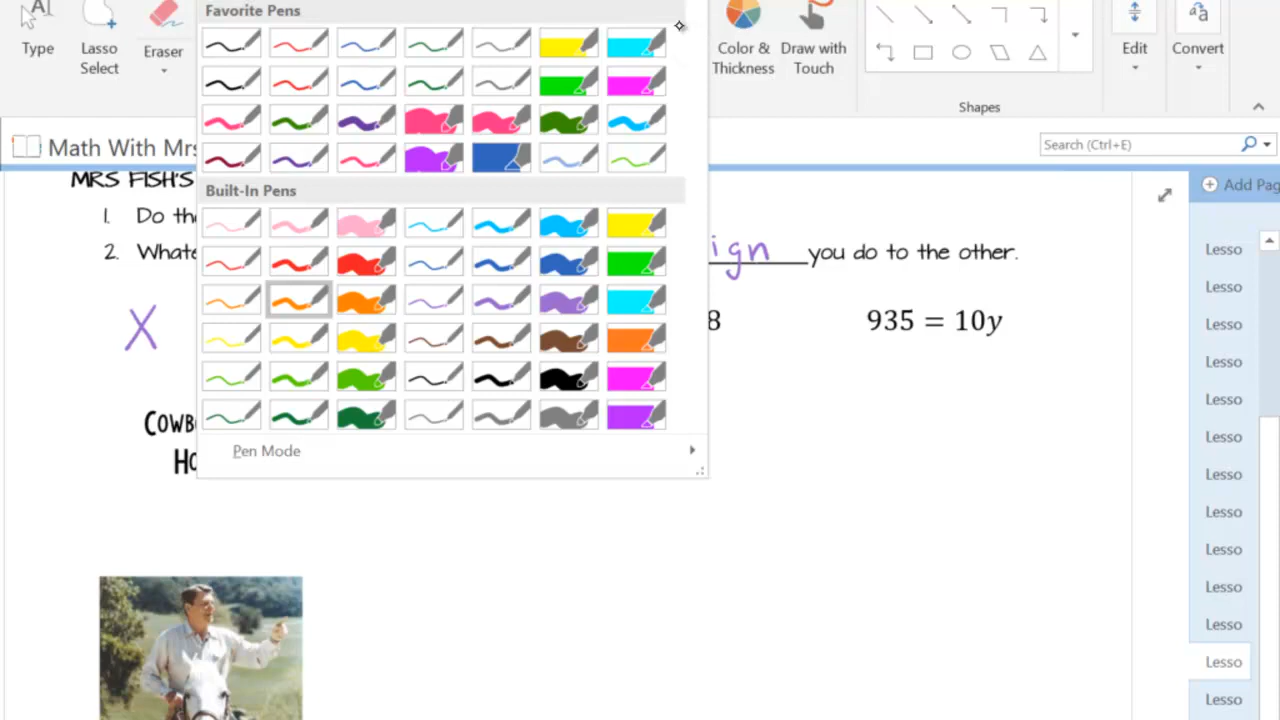 Favorite Pens
Type
Lasso
Select
Eraser
Color &
Thickness
Draw with
Touch
Edit
Convert
Shapes
Math With Mrs
Search (Ctrl+E)
MRS FISH'S
Built-In Pens
Add Pag
1. Do the
2. Whate
ign you do to the other.
X
8
935 = 10y
COWB
HO
Pen Mode
Lesso
Lesso
Lesso
Lesso
Lesso
Lesso
Lesso
Lesso
Lesso
Lesso
Lesso
Lesso
Lesso